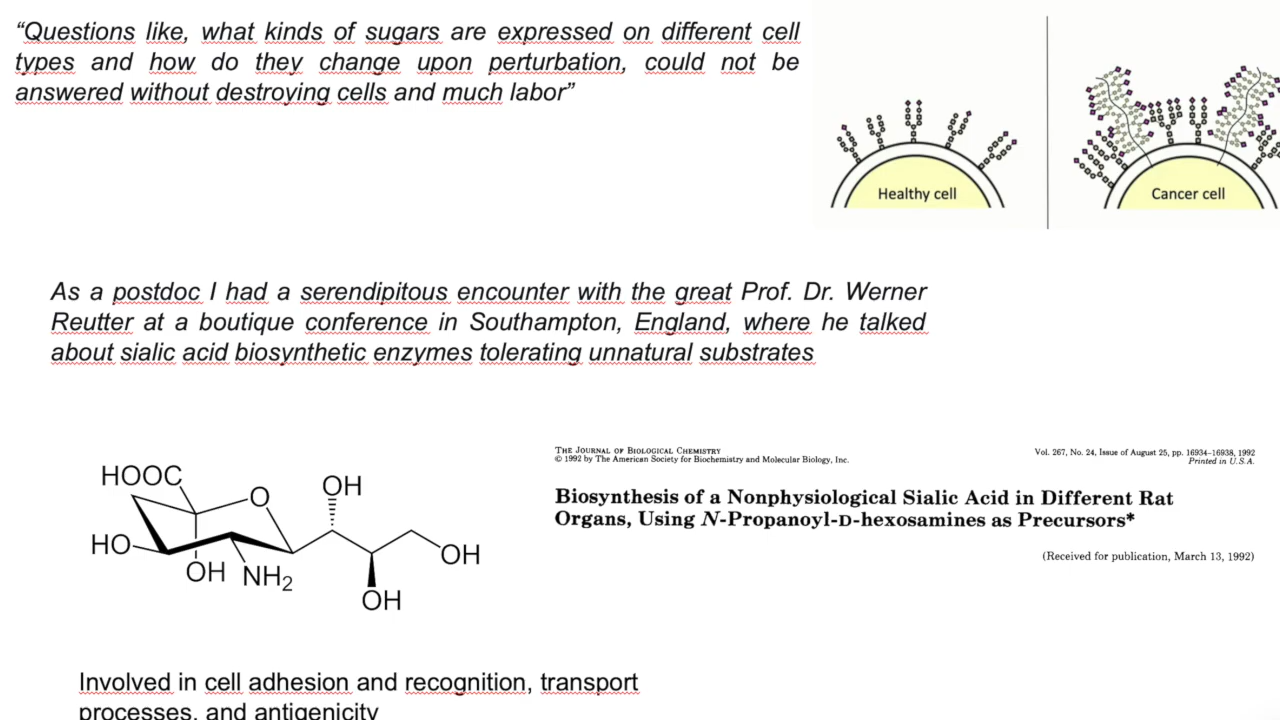 “Questions like, what kinds of sugars are expressed on different cell
types and how do they change upon perturbation, could not be
answered without destroying cells and much labor”
Healthy cell
Cancer cell
As a postdoc I had a serendipitous encounter with the great Prof. Dr. Werner
Reutter at a boutique conference in Southampton, England, where he talked
about sialic acid biosynthetic enzymes tolerating unnatural substrates
HOOC
O
OH
HO
OH
NH2
OH
OH
THE JOURNAL OF BIOLOGICAL CHEMISTRY
© 1992 by The American Society for Biochemistry and Molecular Biology, Inc.
Vol. 267, No. 24, Issue of August 25, pp. 16934-16938, 1992
Printed in U.S.A.
Biosynthesis of a Nonphysiological Sialic Acid in Different Rat
Organs, Using N-Propanoyl-D-hexosamines as Precursors*
(Received for publication, March 13, 1992)
Involved in cell adhesion and recognition, transport
processes, and antigenicity